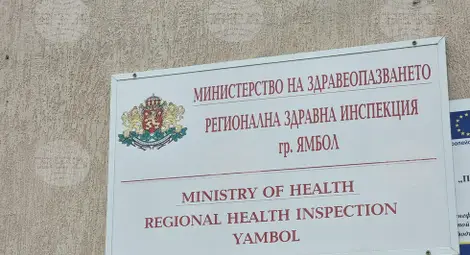 МИНИСТЕРСТВО НА ЗДРАВЕОПАЗВАНЕТО
РЕГИОНАЛНА ЗДРАВНА ИНСПЕКЦИЯ
гр. ЯМБОЛ
MINISTRY OF HEALTH
REGIONAL HEALTH INSPECTION
YAMBOL